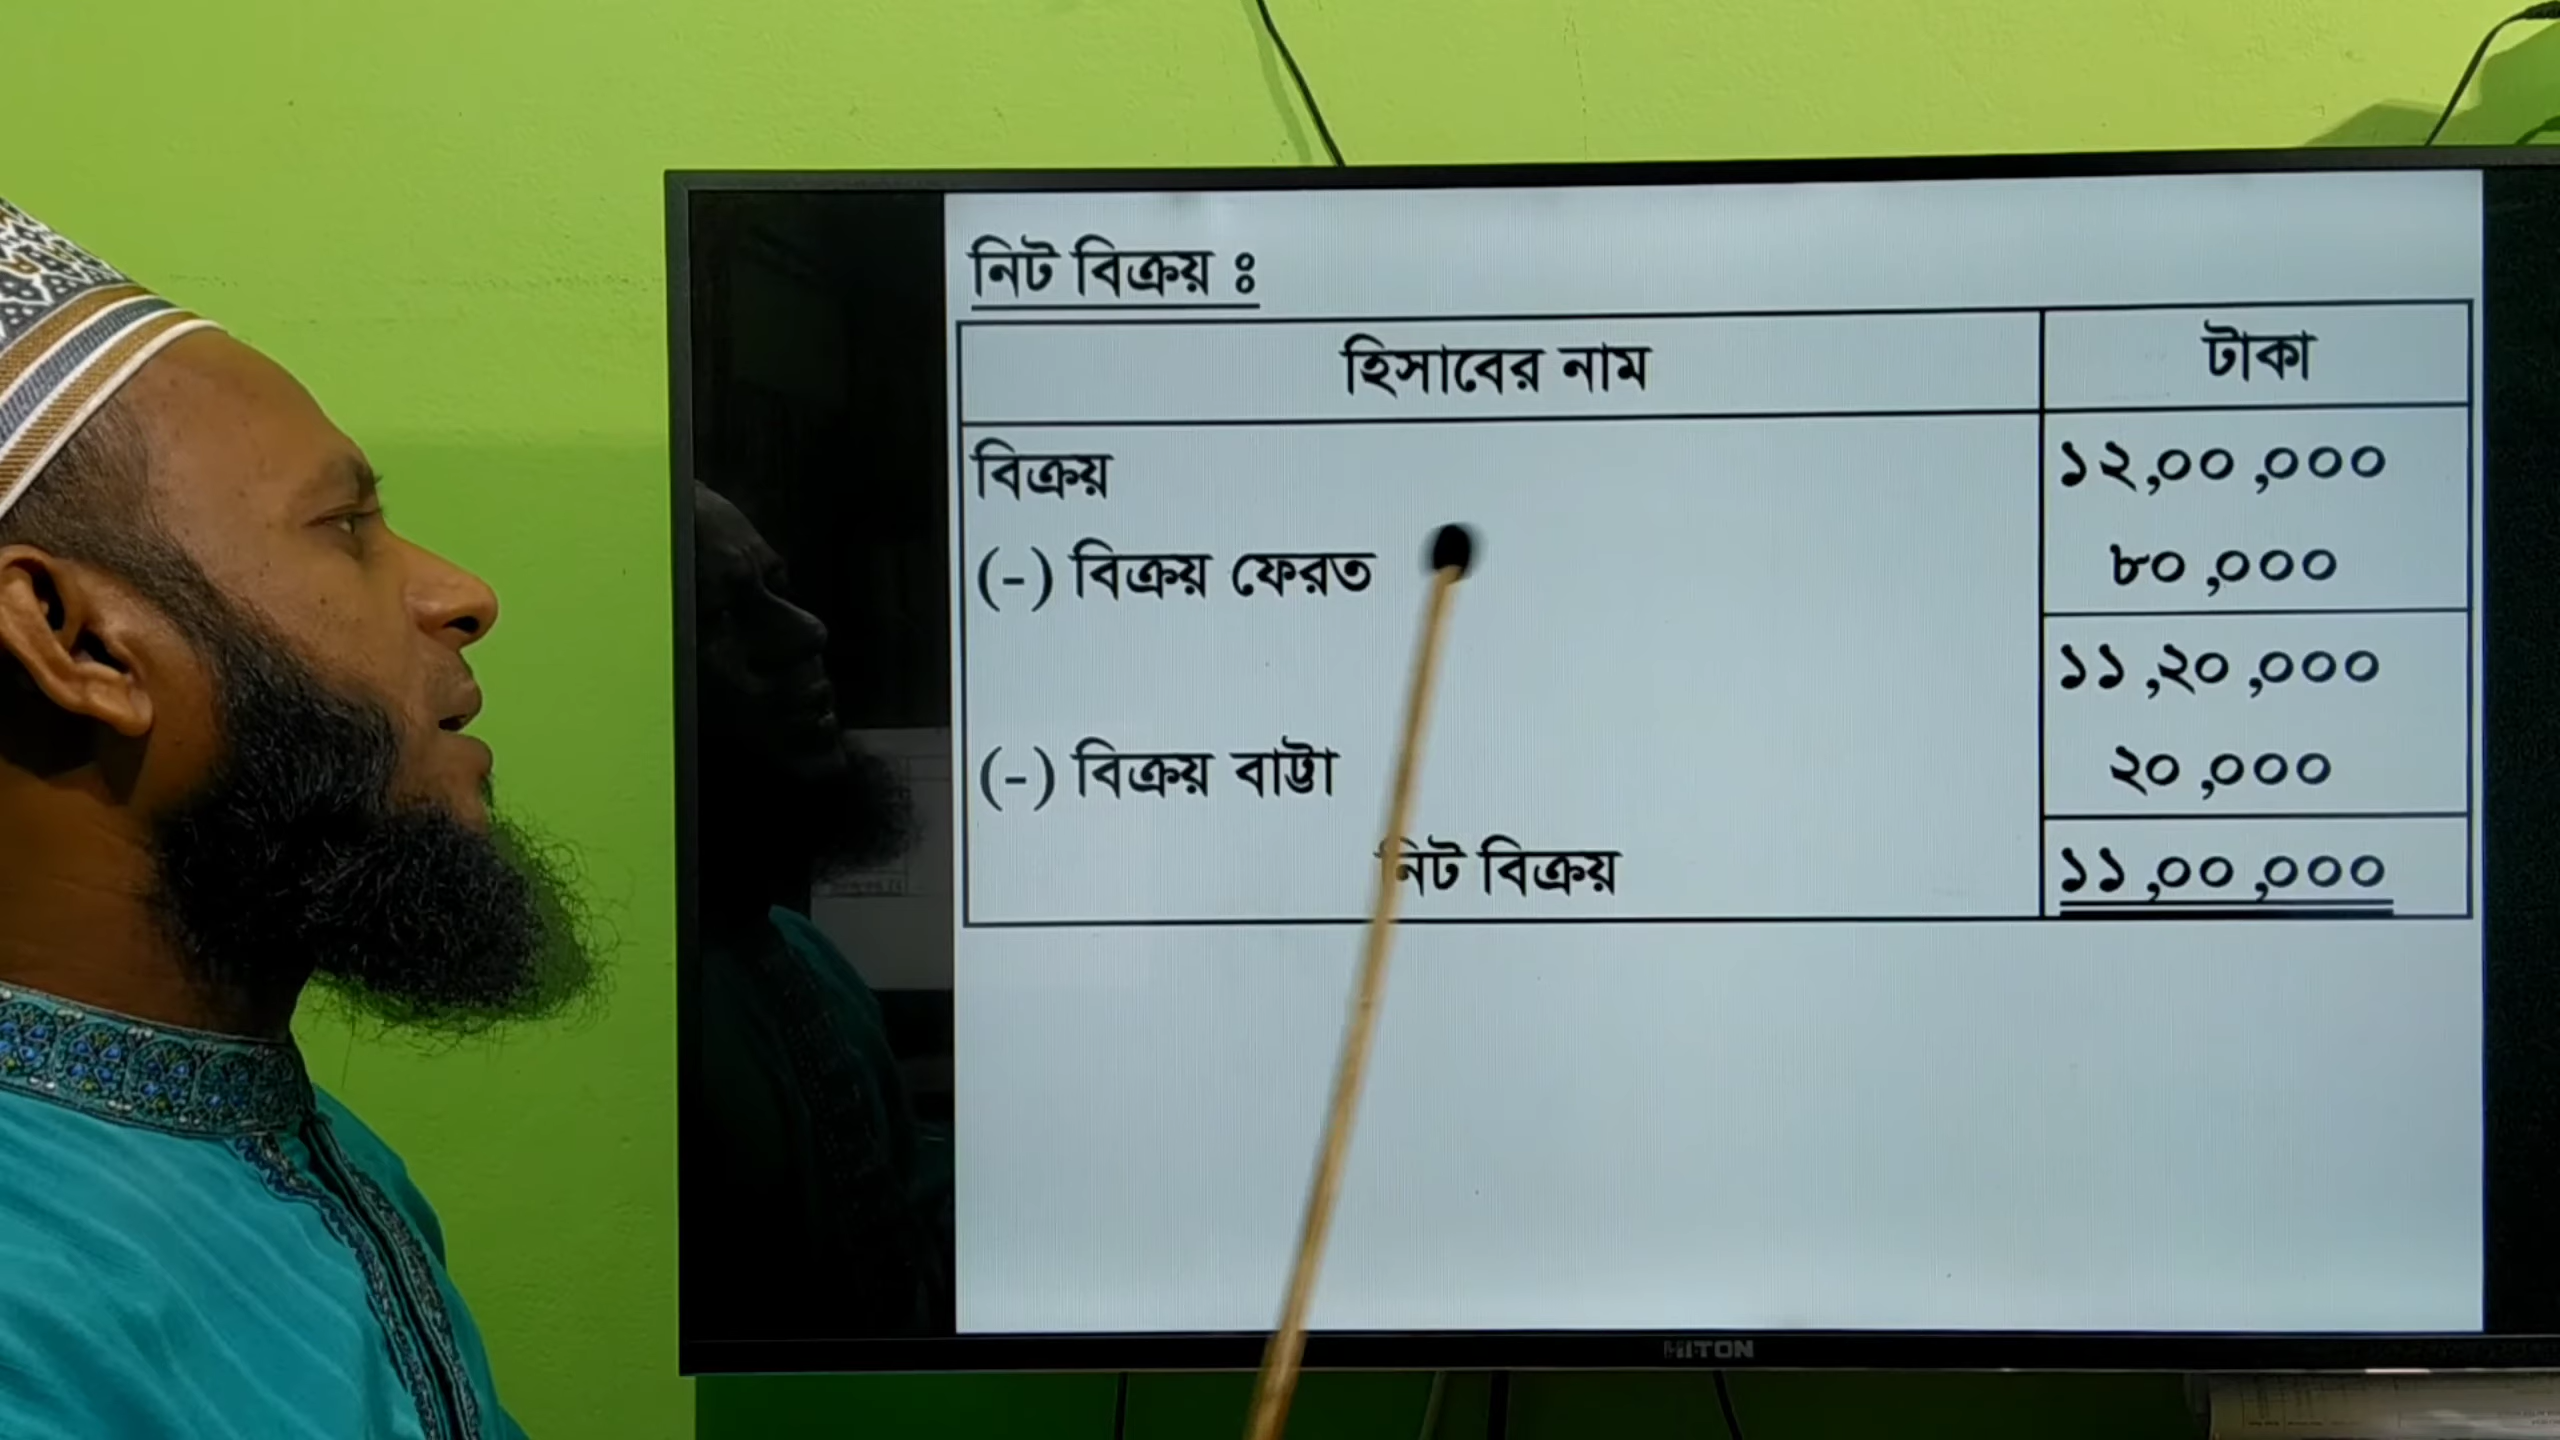 নিট বিক্রয় ঃ
হিসাবের নাম টাকা
বিক্রয় ১২,০০,০০০
(-) বিক্রয় ফেরত ৮০,০০০
১১,২০,০০০
(-) বিক্রয় বাট্টা ২০,০০০
নিট বিক্রয় ১১,০০,০০০
HITON